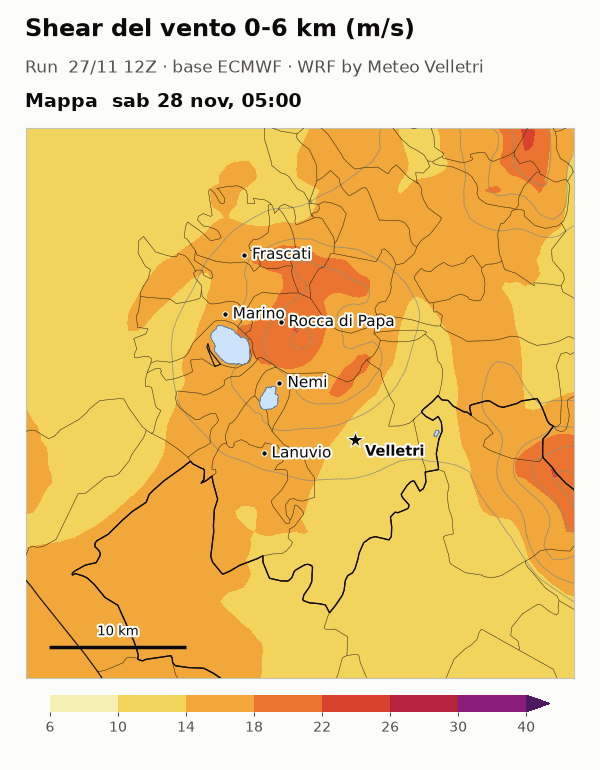 Shear del vento 0-6 km (m/s)
Run  27/11 12Z · base ECMWF · WRF by Meteo Velletri
Mappa  sab 28 nov, 05:00
Frascati
Marino
Rocca di Papa
Nemi
Velletri
Lanuvio
10 km
6 10 14 18 22 26 30 40